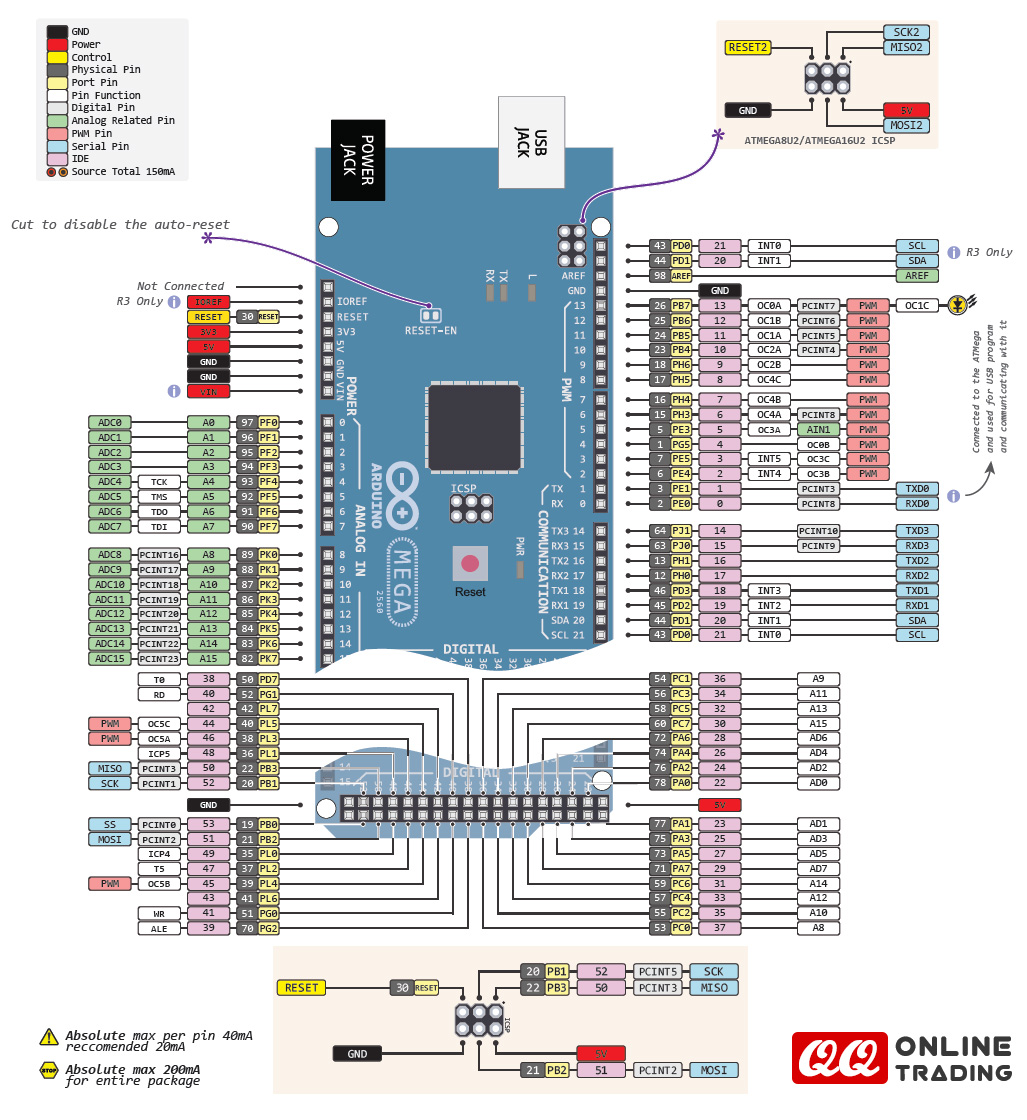 GND
Power
Control
Physical Pin
Port Pin
Pin Function
Digital Pin
Analog Related Pin
PWM Pin
Serial Pin
IDE
Source Total 150mA
POWER JACK
USB JACK
SCK2
RESET2 MISO2
GND 5V
MOSI2
ATMEGA8U2/ATMEGA16U2 ICSP
Cut to disable the auto-reset
Not Connected
R3 Only IOREF
RESET 30 RESET
3V3
5V
GND
GND
VIN
ADC0 A0 97 PF0
ADC1 A1 96 PF1
ADC2 A2 95 PF2
ADC3 A3 94 PF3
ADC4 TCK A4 93 PF4
ADC5 TMS A5 92 PF5
ADC6 TDO A6 91 PF6
ADC7 TDI A7 90 PF7
ADC8 PCINT16 A8 89 PK0
ADC9 PCINT17 A9 88 PK1
ADC10 PCINT18 A10 87 PK2
ADC11 PCINT19 A11 86 PK3
ADC12 PCINT20 A12 85 PK4
ADC13 PCINT21 A13 84 PK5
ADC14 PCINT22 A14 83 PK6
ADC15 PCINT23 A15 82 PK7
IOREF
RESET
3V3
5V
GND
VIN
POWER
0
1
2
3
4
5
6
7
8
9
10
11
12
13
14
ANALOG IN
RX
TX
L
RESET-EN
ARDUINO
MEGA
2560
ICSP
Reset
PWR
AREF
GND
13
12
11
10
9
8
PWM
7
6
5
4
3
2
TX 1
RX 0
COMMUNICATION
TX3 14
RX3 15
TX2 16
RX2 17
TX1 18
RX1 19
SDA 20
SCL 21
DIGITAL
43 PD0 21 INT0 SCL
44 PD1 20 INT1 SDA
R3 Only
98 AREF AREF
GND
26 PB7 13 OC0A PCINT7 PWM OC1C
25 PB6 12 OC1B PCINT6 PWM
24 PB5 11 OC1A PCINT5 PWM
23 PB4 10 OC2A PCINT4 PWM
18 PH6 9 OC2B PWM
17 PH5 8 OC4C PWM
16 PH4 7 OC4B PWM
15 PH3 6 OC4A PCINT8 PWM
5 PE3 5 OC3A AIN1 PWM
1 PG5 4 OC0B PWM
7 PE5 3 INT5 OC3C PWM
6 PE4 2 INT4 OC3B PWM
3 PE1 1 PCINT3 TXD0
2 PE0 0 PCINT8 RXD0
Connected to the ATMega
and used for USB program
and communicating with it
64 PJ1 14 PCINT10 TXD3
63 PJ0 15 PCINT9 RXD3
13 PH1 16 TXD2
12 PH0 17 RXD2
46 PD3 18 INT3 TXD1
45 PD2 19 INT2 RXD1
44 PD1 20 INT1 SDA
43 PD0 21 INT0 SCL
T0 38 50 PD7
RD 40 52 PG1
42 42 PL7
PWM OC5C 44 40 PL5
PWM OC5A 46 38 PL3
ICP5 48 36 PL1
MISO PCINT3 50 22 PB3
SCK PCINT1 52 20 PB1
GND
SS PCINT0 53 19 PB0
MOSI PCINT2 51 21 PB2
ICP4 49 35 PL0
T5 47 37 PL2
PWM OC5B 45 39 PL4
43 41 PL6
WR 41 51 PG0
ALE 39 70 PG2
DIGITAL
54 PC1 36 A9
56 PC3 34 A11
58 PC5 32 A13
60 PC7 30 A15
72 PA6 28 AD6
74 PA4 26 AD4
76 PA2 24 AD2
78 PA0 22 AD0
5V
77 PA1 23 AD1
75 PA3 25 AD3
73 PA5 27 AD5
71 PA7 29 AD7
59 PC6 31 A14
57 PC4 33 A12
55 PC2 35 A10
53 PC0 37 A8
20 PB1 52 PCINT5 SCK
RESET 30 RESET 22 PB3 50 PCINT3 MISO
ICSP
GND 5V
21 PB2 51 PCINT2 MOSI
Absolute max per pin 40mA
reccomended 20mA
STOP
Absolute max 200mA
for entire package
QQ ONLINE
TRADING